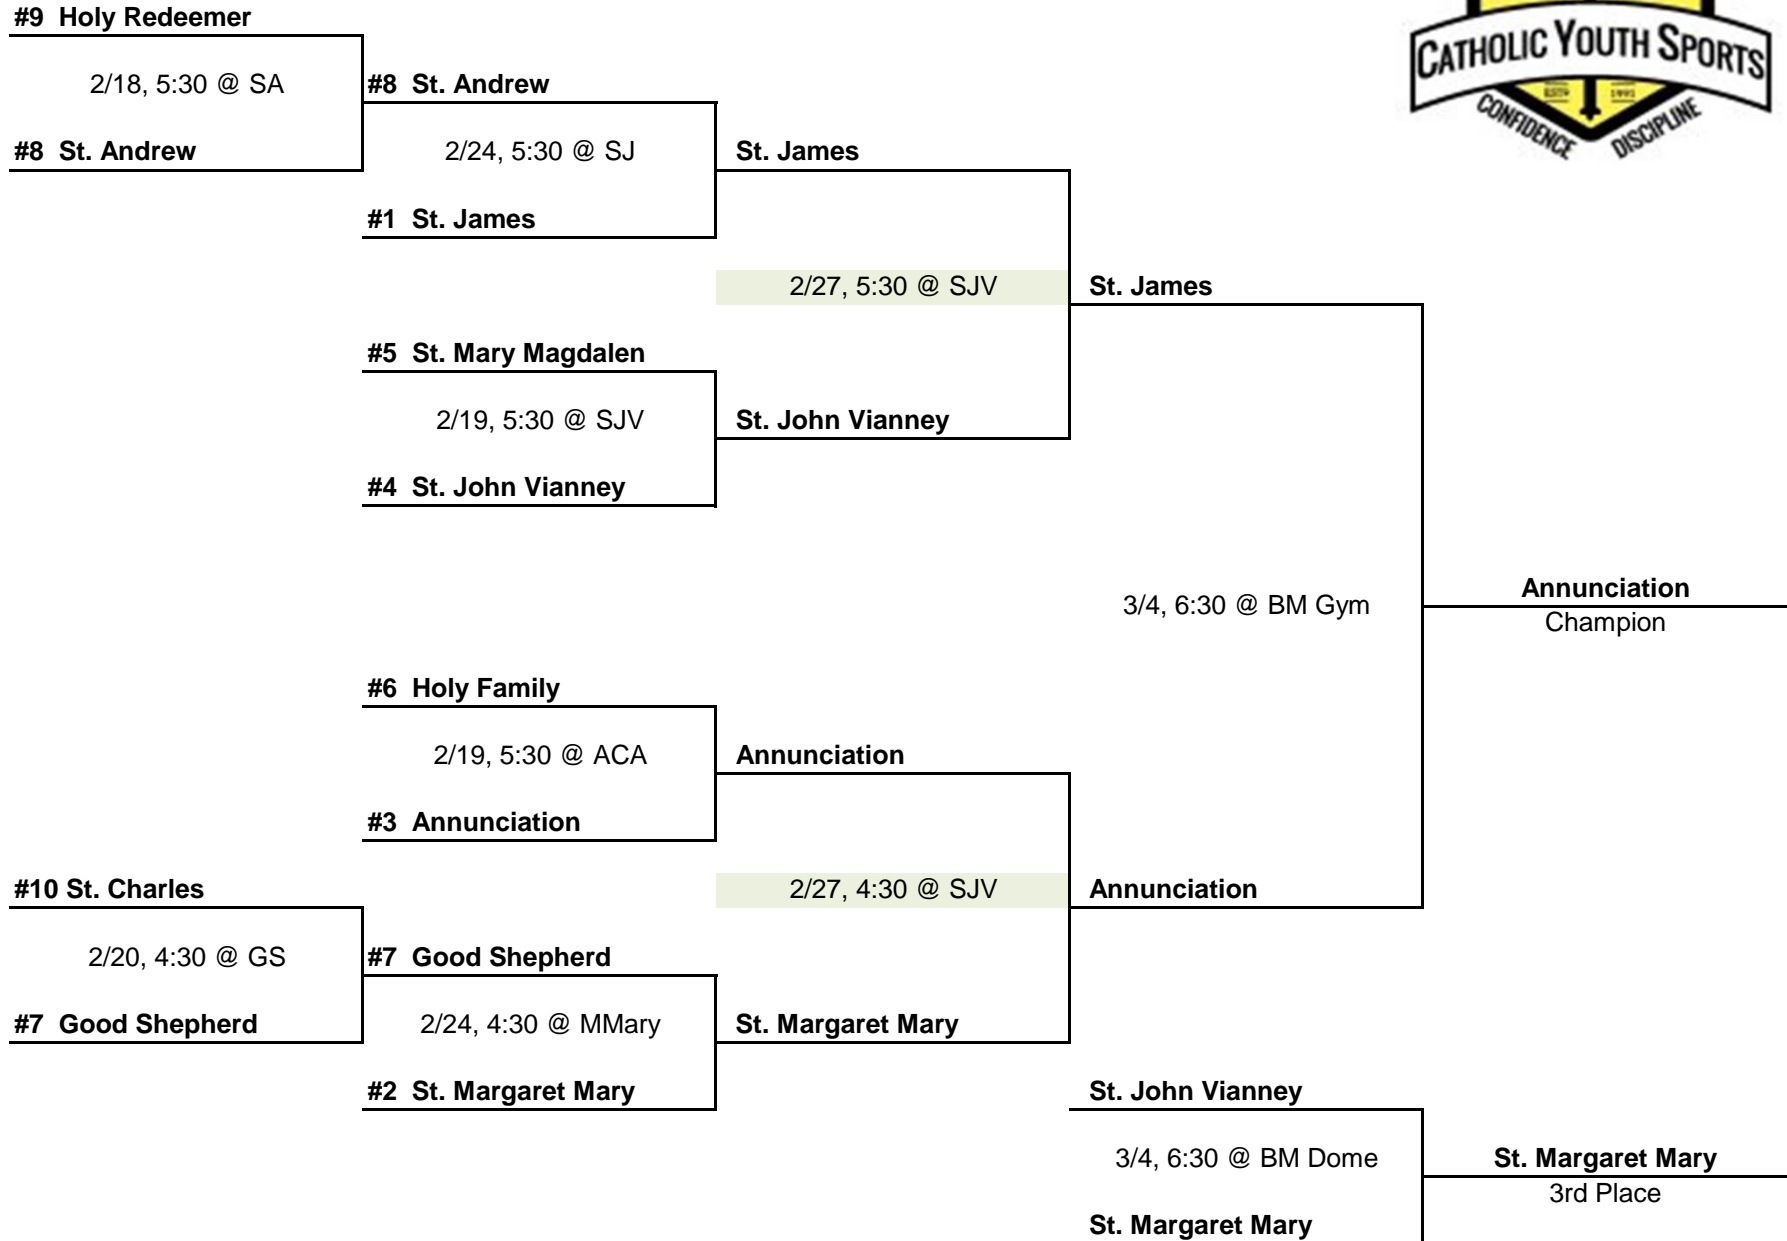 #9 Holy Redeemer
2/18, 5:30 @ SA
#8 St. Andrew
#8 St. Andrew
2/24, 5:30 @ SJ
#1 St. James
St. James
2/27, 5:30 @ SJV
St. James
#5 St. Mary Magdalen
2/19, 5:30 @ SJV
#4 St. John Vianney
St. John Vianney
3/4, 6:30 @ BM Gym
Annunciation
Champion
#6 Holy Family
2/19, 5:30 @ ACA
#3 Annunciation
Annunciation
2/27, 4:30 @ SJV
Annunciation
#10 St. Charles
2/20, 4:30 @ GS
#7 Good Shepherd
#7 Good Shepherd
2/24, 4:30 @ MMary
#2 St. Margaret Mary
St. Margaret Mary
St. John Vianney
3/4, 6:30 @ BM Dome
St. Margaret Mary
St. Margaret Mary
3rd Place
CATHOLIC YOUTH SPORTS
CONFIDENCE DISCIPLINE